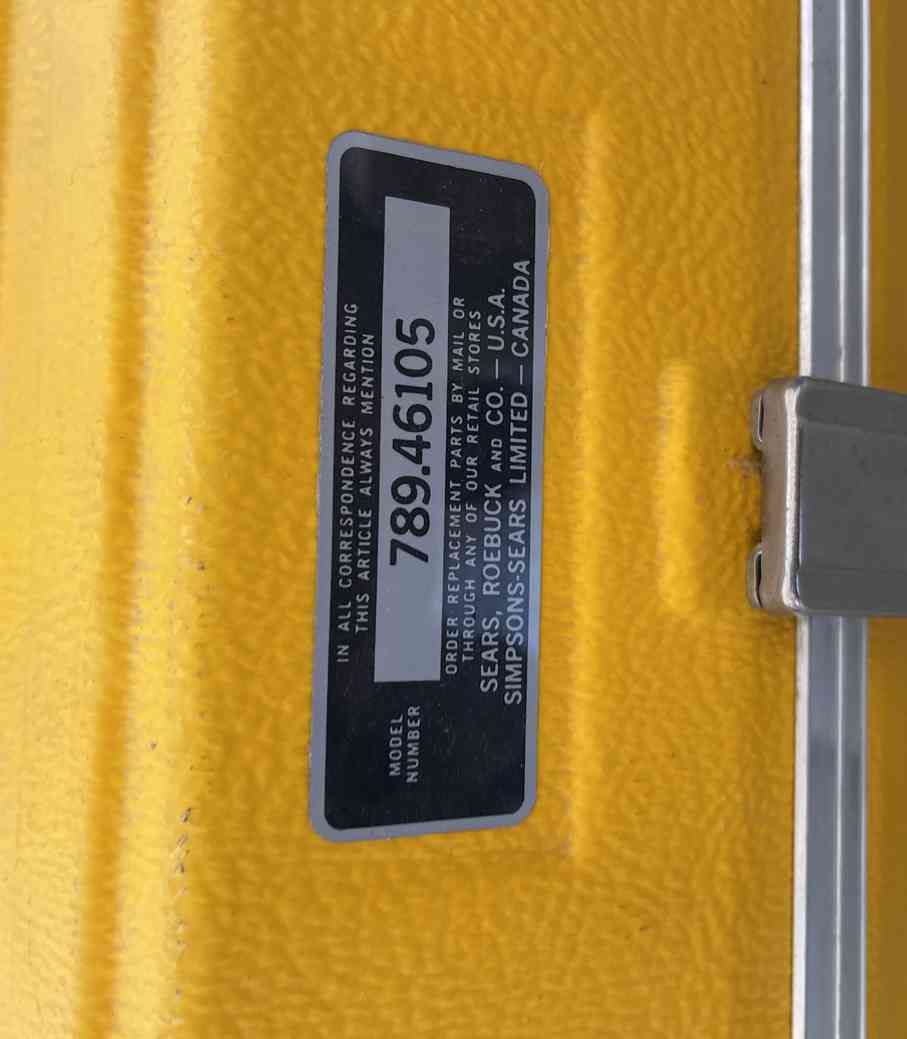 IN ALL CORRESPONDENCE REGARDING
THIS ARTICLE ALWAYS MENTION
MODEL
NUMBER
789.46105
ORDER REPLACEMENT PARTS BY MAIL OR
THROUGH ANY OF OUR RETAIL STORES
SEARS, ROEBUCK AND CO. — U.S.A.
SIMPSONS-SEARS LIMITED — CANADA